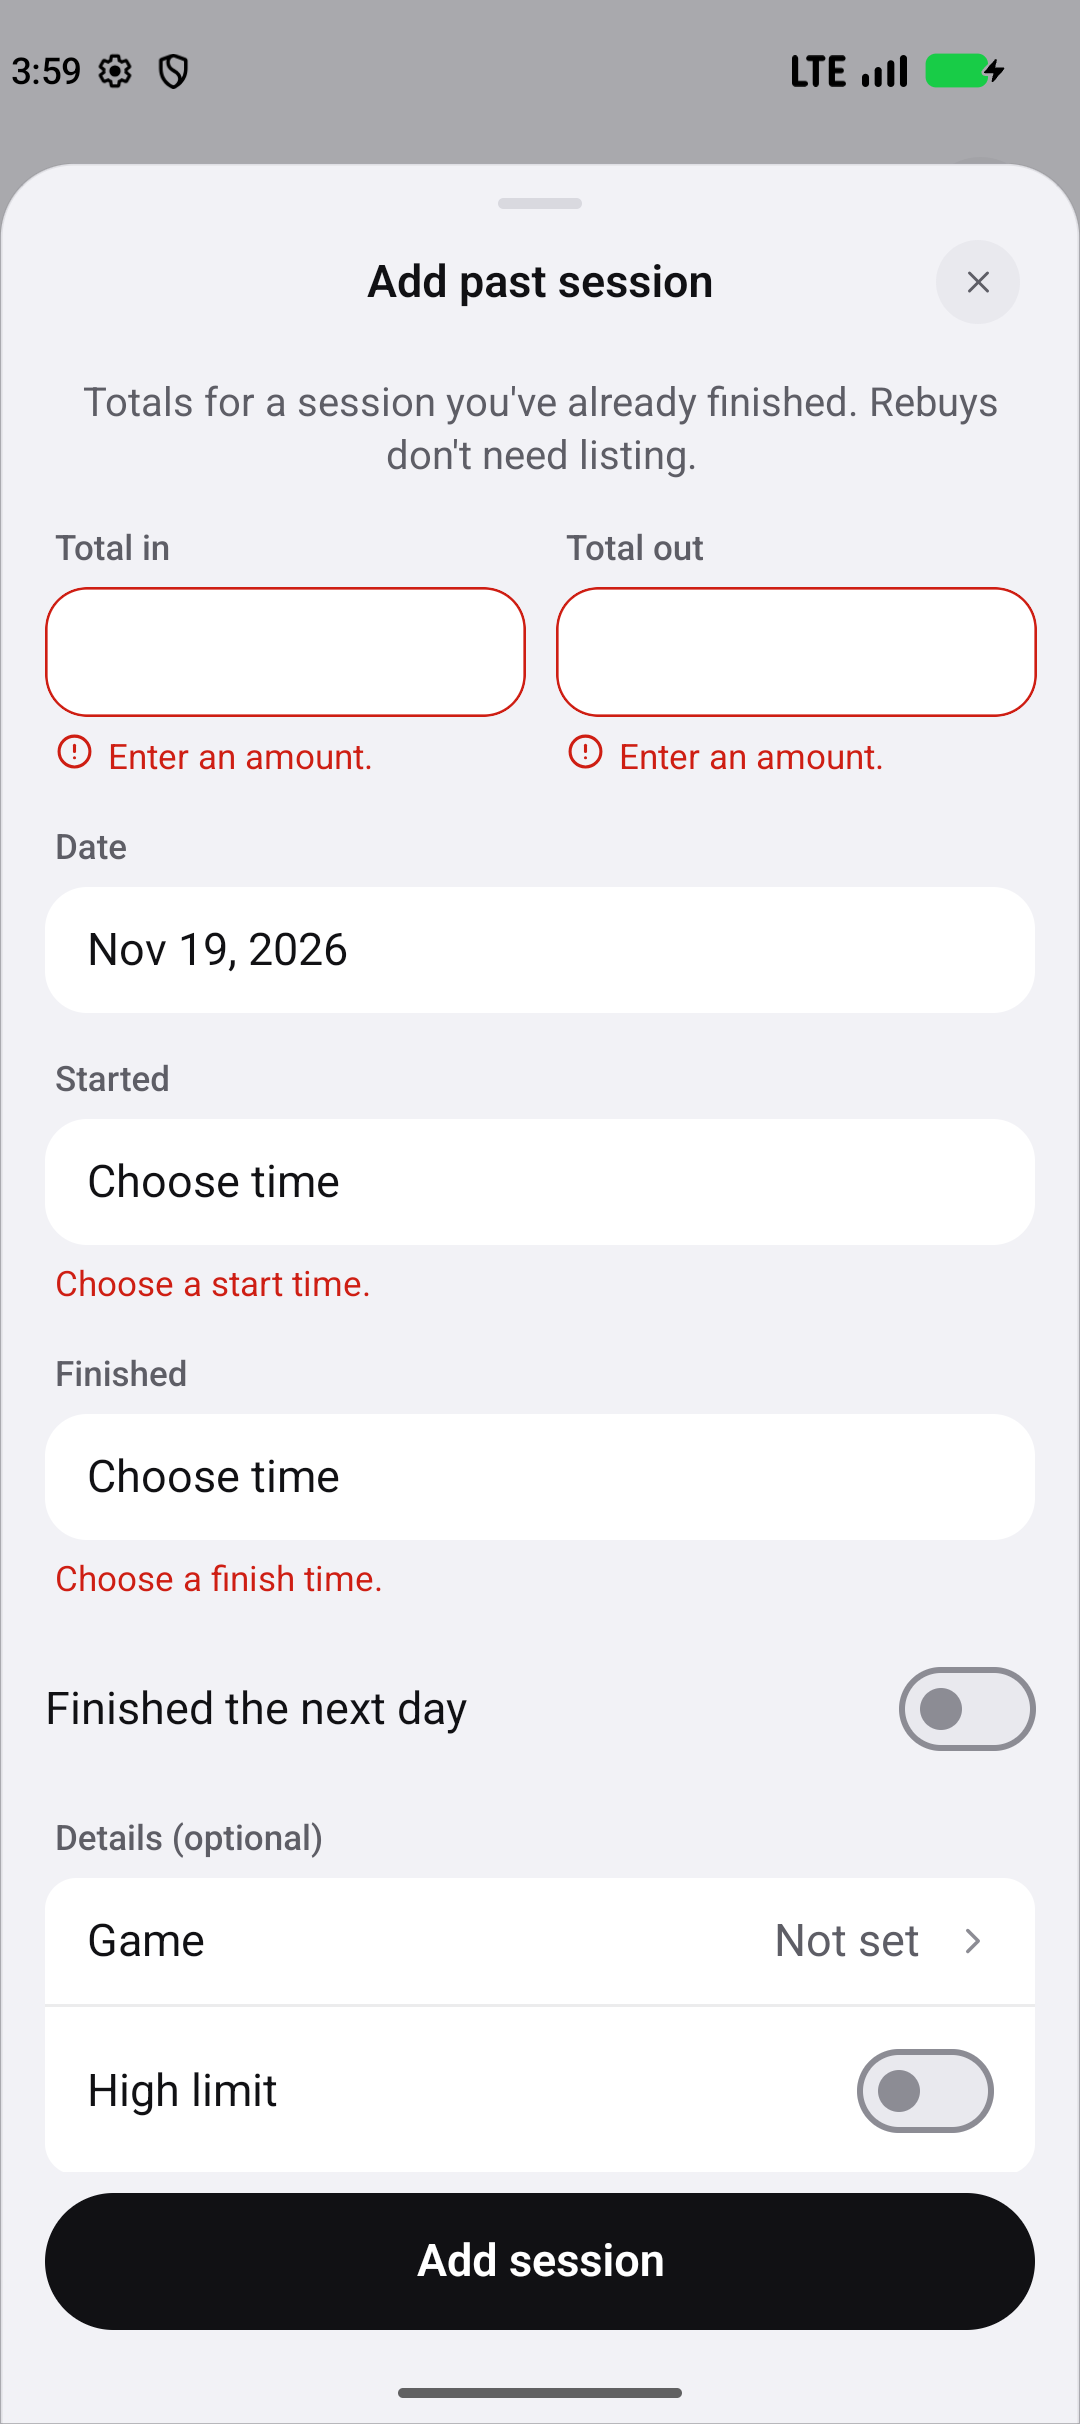 3:59 LTE
Add past session
Totals for a session you've already finished. Rebuys
don't need listing.
Total in Total out
Enter an amount. Enter an amount.
Date
Nov 19, 2026
Started
Choose time
Choose a start time.
Finished
Choose time
Choose a finish time.
Finished the next day
Details (optional)
Game Not set
High limit
Add session